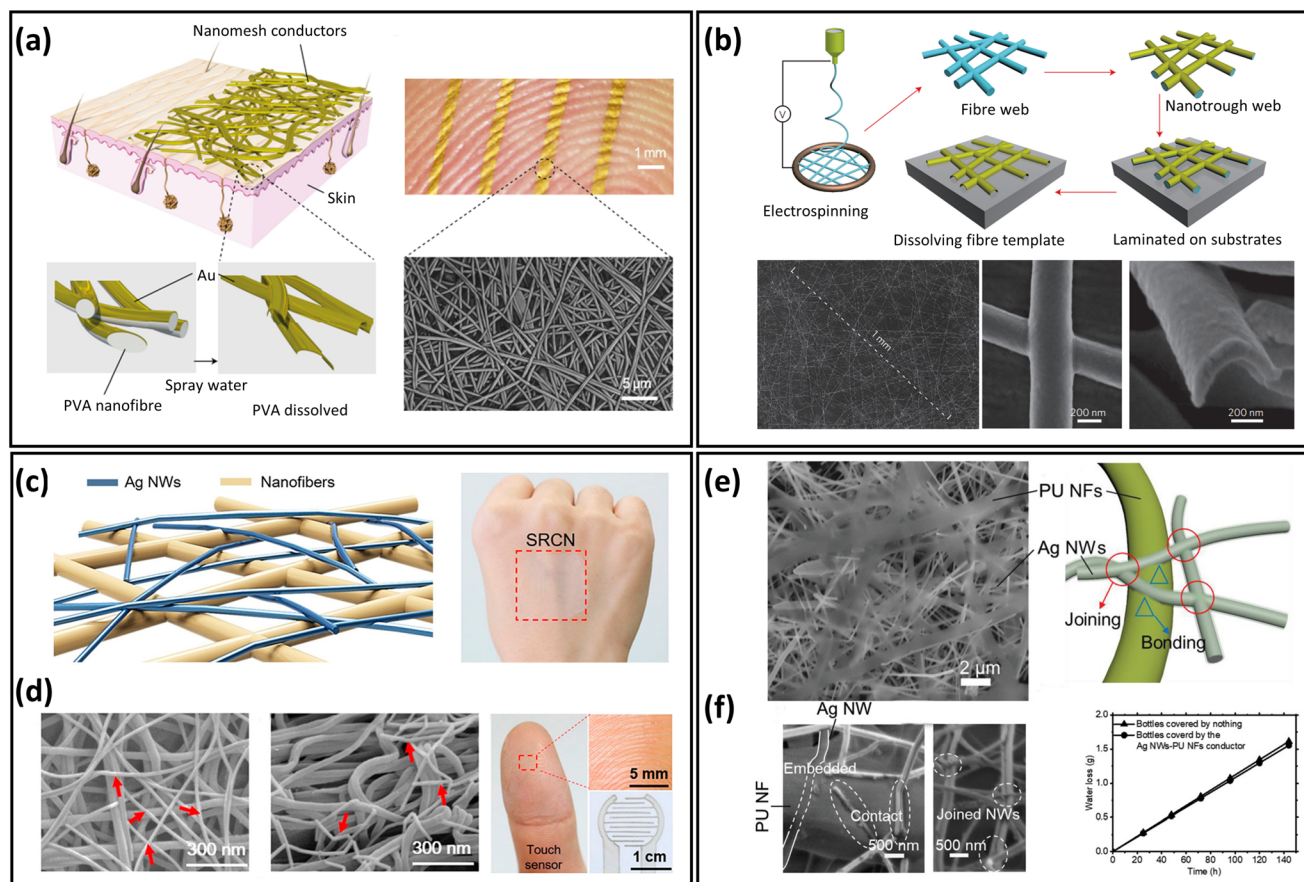 (a)
Nanomesh conductors
Skin
1 mm
Au
PVA nanofibre
Spray water
PVA dissolved
5 μm
(b)
V
Electrospinning
Fibre web
Nanotrough web
Dissolving fibre template
Laminated on substrates
1 mm
200 nm
200 nm
(c)
Ag NWs
Nanofibers
SRCN
(d)
300 nm
300 nm
Touch
sensor
5 mm
1 cm
(e)
PU NFs
Ag NWs
2 μm
Joining
Bonding
(f)
Ag NW
Embedded
PU NF
Contact
500 nm
Joined NWs
500 nm
Bottles covered by nothing
Bottles coverd by the
Ag NWs-PU NFs conductor
Water loss (g)
2.0
1.5
1.0
0.5
0.0
0 20 40 60 80 100 120 140
Time (h)